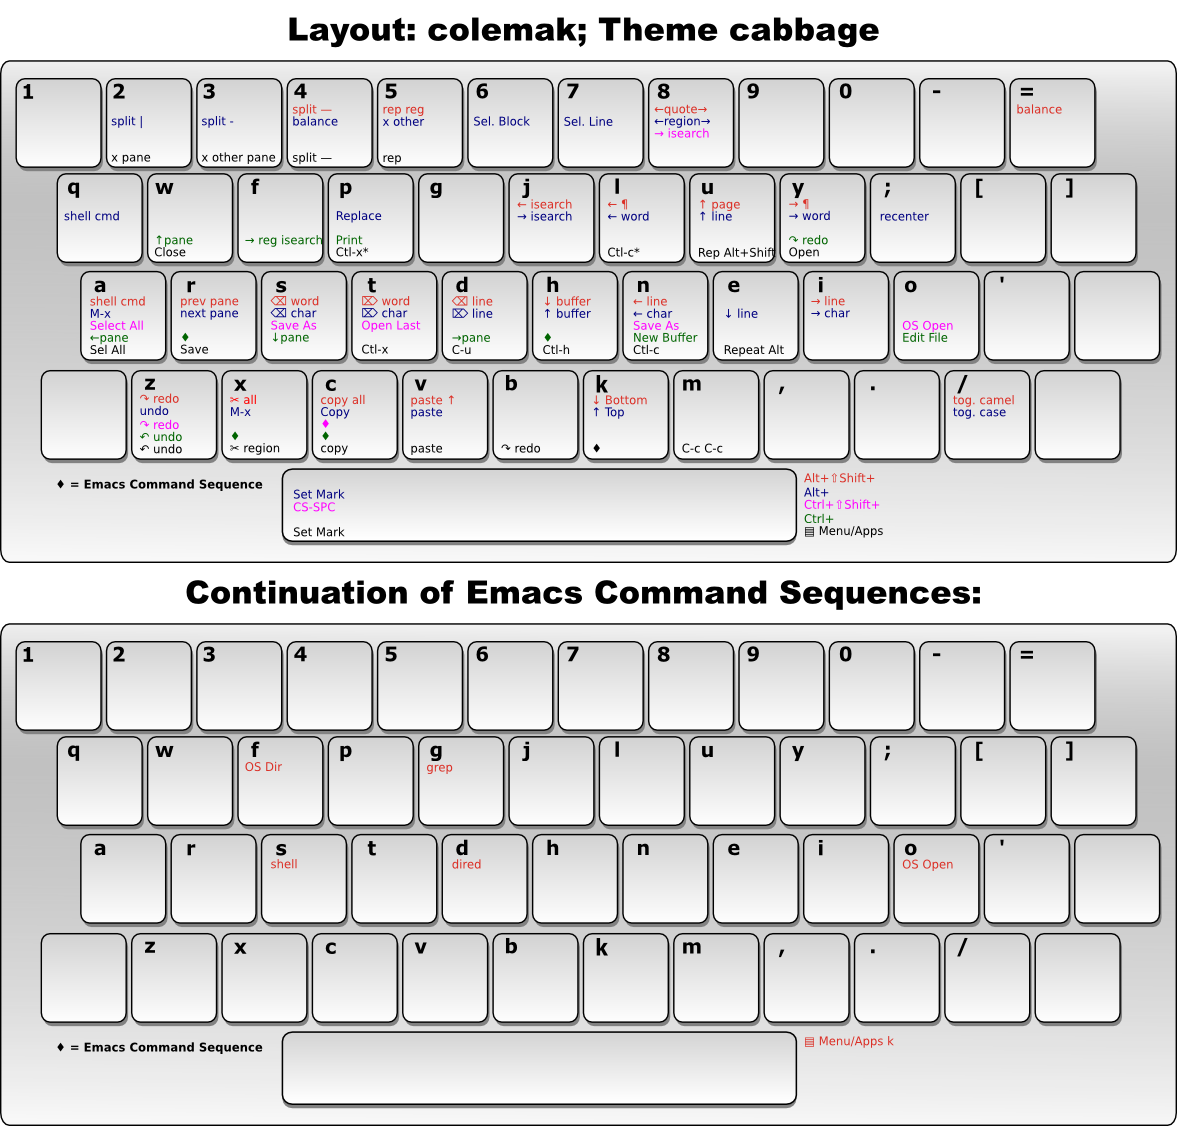 Layout: colemak; Theme cabbage
1 2 3 4 5 6 7 8 9 0 - =
split — rep reg ←quote→ balance
split | split - balance x other Sel. Block Sel. Line ←region→
→ isearch
x pane x other pane split — rep
q w f p g j l u y ; [ ]
← isearch ← ¶ ↑ page → ¶
shell cmd Replace → isearch ← word ↑ line → word recenter
↑pane → reg isearch Print ↷ redo
Close Ctl-x* Ctl-c* Rep Alt+Shift Open
a r s t d h n e i o '
shell cmd prev pane ⌫ word ⌦ word ⌫ line ↓ buffer ← line → line
M-x next pane ⌫ char ⌦ char ⌦ line ↑ buffer ← char ↓ line → char
Select All Save As Open Last Save As OS Open
←pane ♦ ↓pane →pane ♦ New Buffer Edit File
Sel All Save Ctl-x C-u Ctl-h Ctl-c Repeat Alt
z x c v b k m , . /
↷ redo ✂ all copy all paste ↑ ↓ Bottom tog. camel
undo M-x Copy paste ↑ Top tog. case
↷ redo ♦
↶ undo ♦ ♦
↶ undo ✂ region copy paste ↷ redo ♦ C-c C-c
♦ = Emacs Command Sequence
Set Mark
CS-SPC
Set Mark
Alt+⇧Shift+
Alt+
Ctrl+⇧Shift+
Ctrl+
▤ Menu/Apps
Continuation of Emacs Command Sequences:
1 2 3 4 5 6 7 8 9 0 - =
q w f p g j l u y ; [ ]
OS Dir grep
a r s t d h n e i o '
shell dired OS Open
z x c v b k m , . /
♦ = Emacs Command Sequence
▤ Menu/Apps k